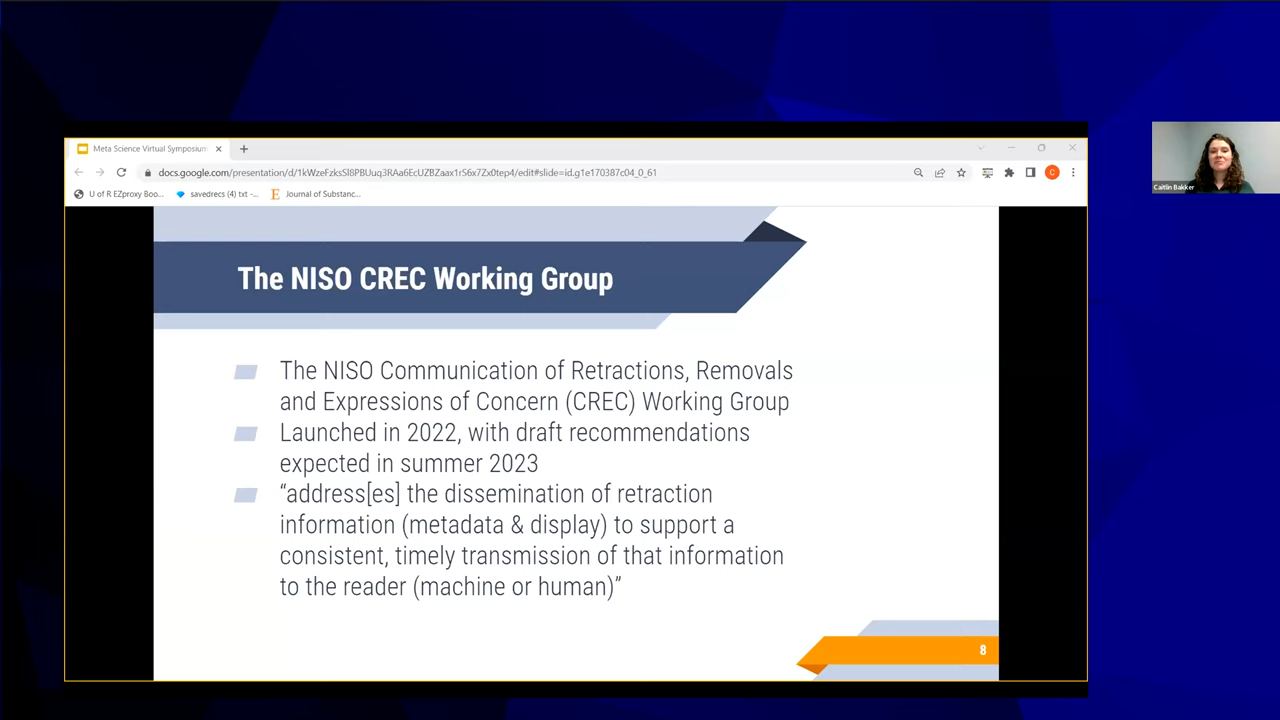 Meta Science Virtual Symposium
docs.google.com/presentation/d/1kWzeFzksSl8PBUuq3RAa6EcUZBZaax1rS6x7Zx0tep4/edit#slide=id.g1e170387c04_0_61
C
U of R EZproxy Boo...
savedrecs (4) txt -...
Journal of Substanc...
Caitlin Bakker
The NISO CREC Working Group
The NISO Communication of Retractions, Removals
and Expressions of Concern (CREC) Working Group
Launched in 2022, with draft recommendations
expected in summer 2023
“address[es] the dissemination of retraction
information (metadata & display) to support a
consistent, timely transmission of that information
to the reader (machine or human)”
8